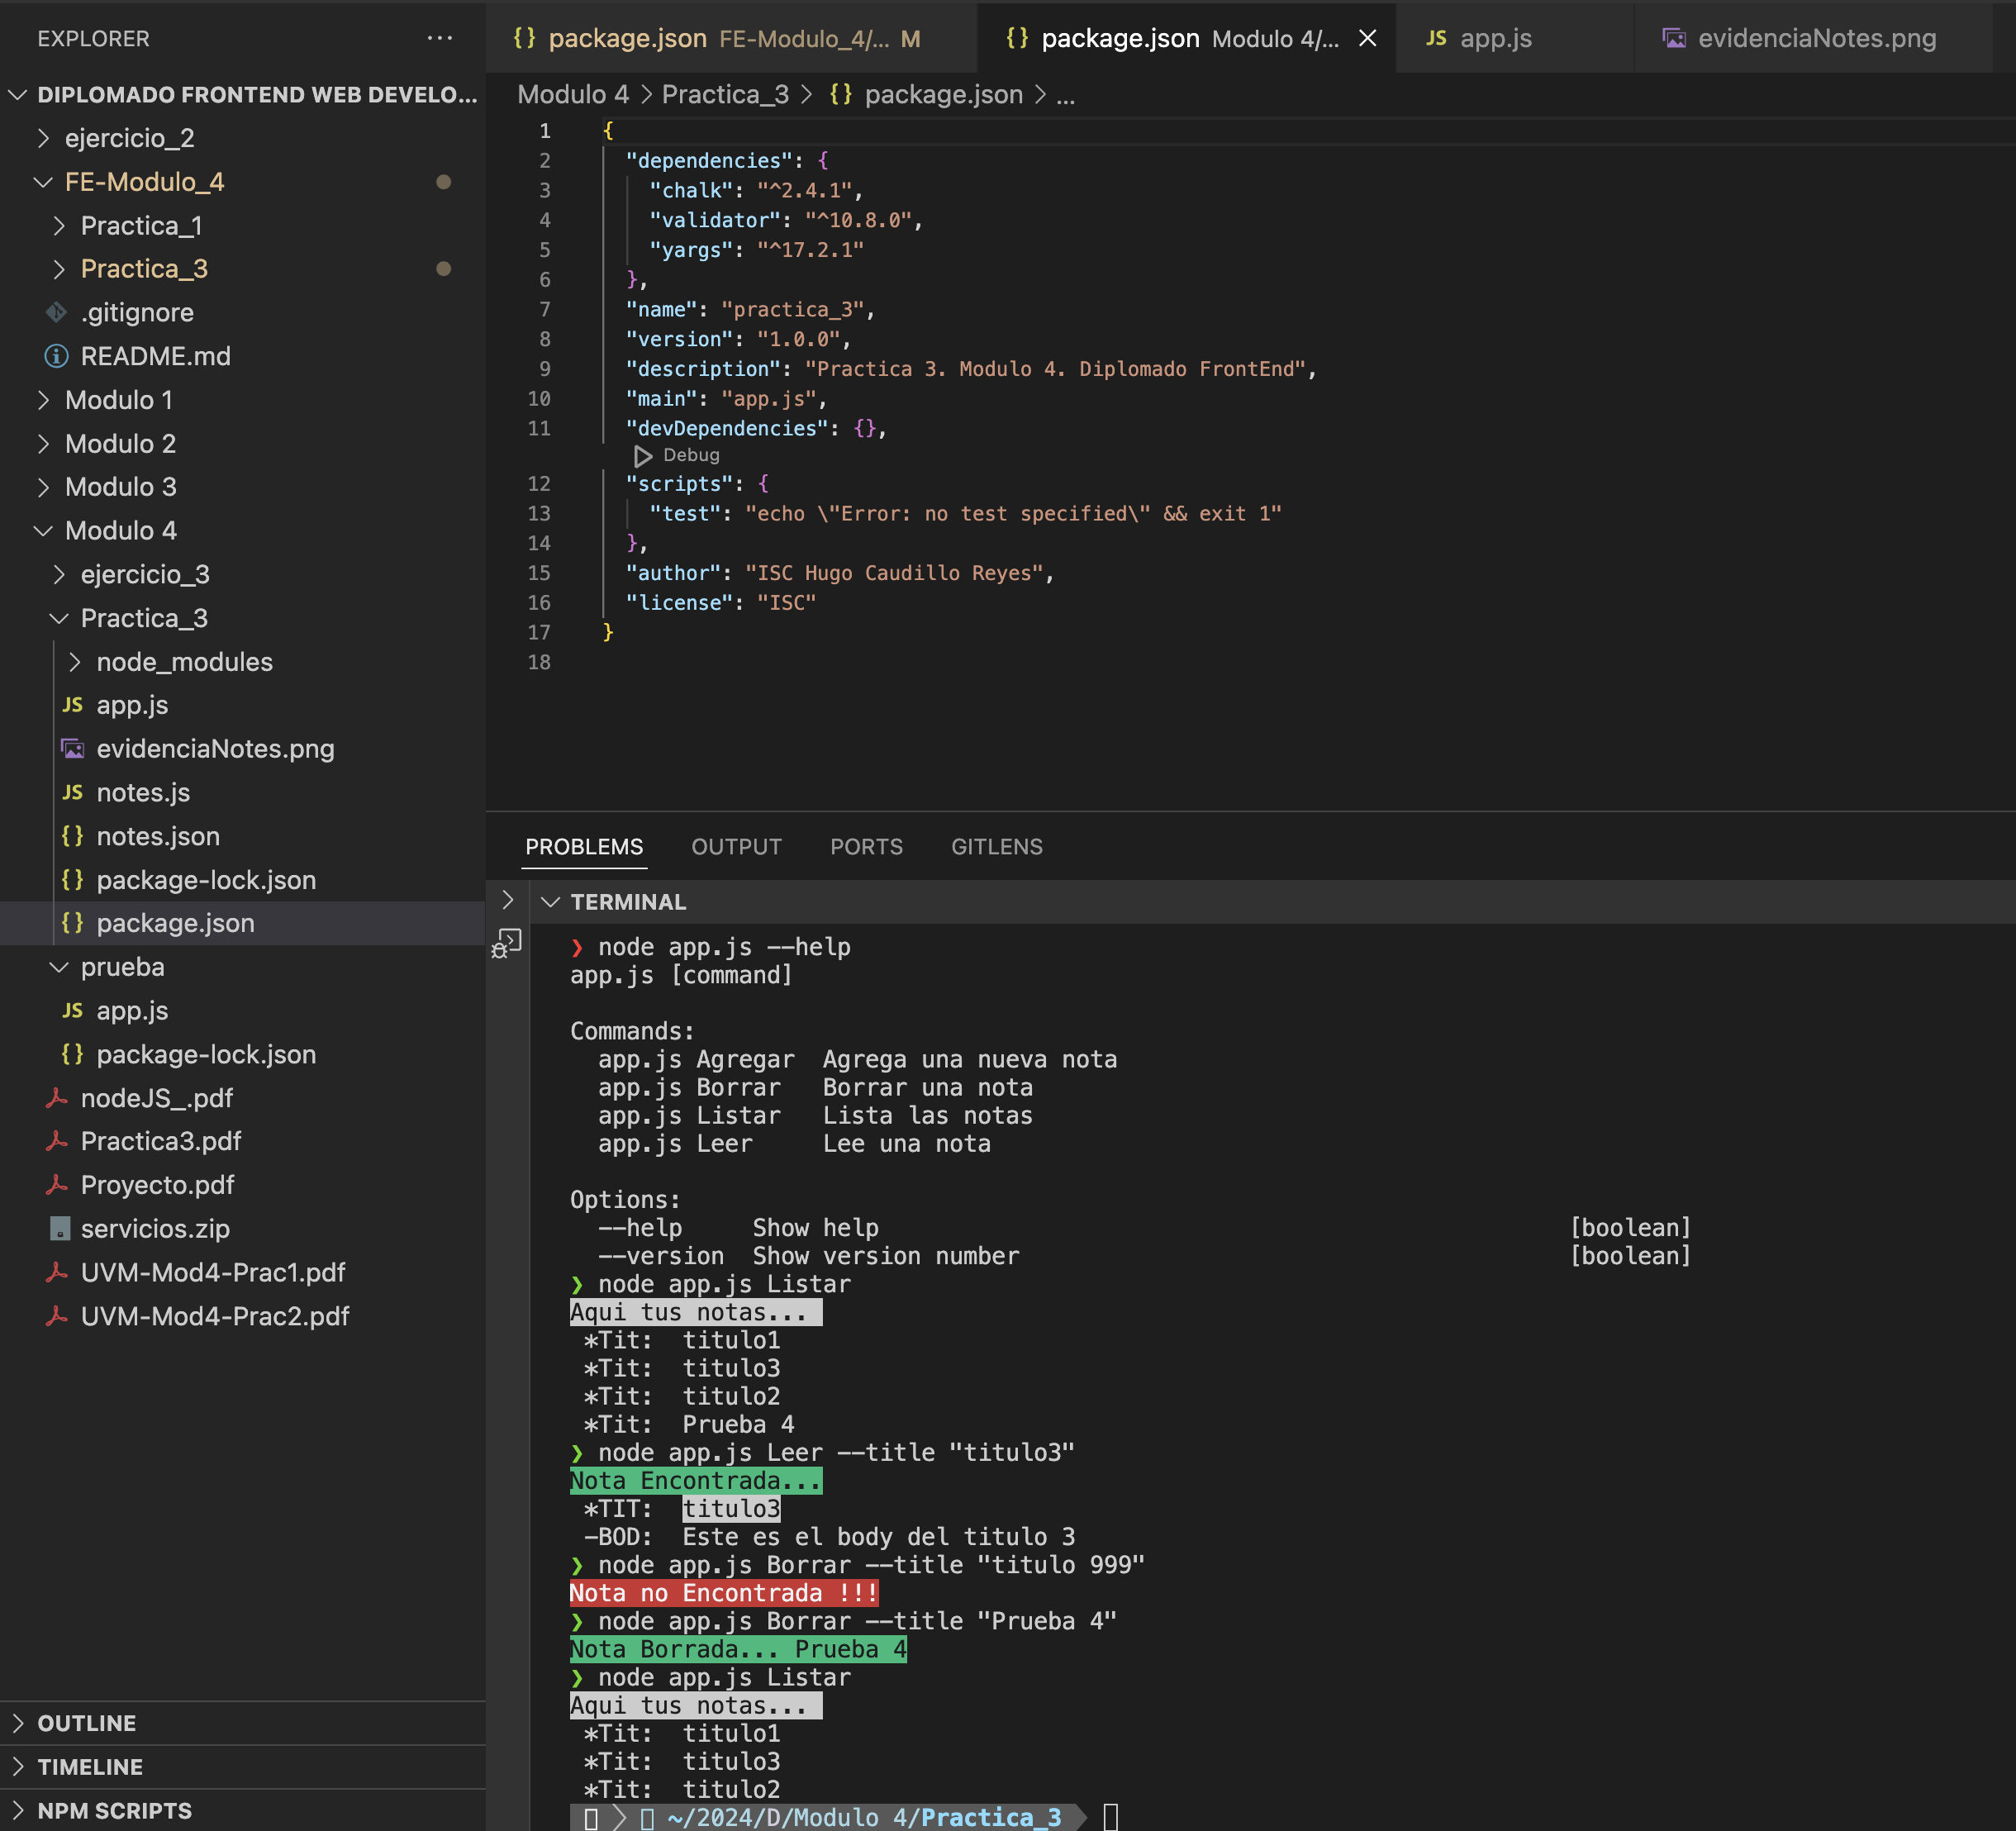 EXPLORER
DIPLOMADO FRONTEND WEB DEVELO...
ejercicio_2
FE-Modulo_4
Practica_1
Practica_3
.gitignore
README.md
Modulo 1
Modulo 2
Modulo 3
Modulo 4
ejercicio_3
Practica_3
node_modules
JS app.js
evidenciaNotes.png
JS notes.js
{} notes.json
{} package-lock.json
{} package.json
prueba
JS app.js
{} package-lock.json
nodeJS_.pdf
Practica3.pdf
Proyecto.pdf
servicios.zip
UVM-Mod4-Prac1.pdf
UVM-Mod4-Prac2.pdf
OUTLINE
TIMELINE
NPM SCRIPTS
{} package.json FE-Modulo_4/... M
{} package.json Modulo 4/...
JS app.js
evidenciaNotes.png
Modulo 4 > Practica_3 > {} package.json > ...
1 {
2 "dependencies": {
3 "chalk": "^2.4.1",
4 "validator": "^10.8.0",
5 "yargs": "^17.2.1"
6 },
7 "name": "practica_3",
8 "version": "1.0.0",
9 "description": "Practica 3. Modulo 4. Diplomado FrontEnd",
10 "main": "app.js",
11 "devDependencies": {},
Debug
12 "scripts": {
13 "test": "echo \"Error: no test specified\" && exit 1"
14 },
15 "author": "ISC Hugo Caudillo Reyes",
16 "license": "ISC"
17 }
18
PROBLEMS OUTPUT PORTS GITLENS
TERMINAL
❯ node app.js --help
app.js [command]
Commands:
app.js Agregar Agrega una nueva nota
app.js Borrar Borrar una nota
app.js Listar Lista las notas
app.js Leer Lee una nota
Options:
--help Show help [boolean]
--version Show version number [boolean]
❯ node app.js Listar
Aqui tus notas...
*Tit: titulo1
*Tit: titulo3
*Tit: titulo2
*Tit: Prueba 4
❯ node app.js Leer --title "titulo3"
Nota Encontrada...
*TIT: titulo3
-BOD: Este es el body del titulo 3
❯ node app.js Borrar --title "titulo 999"
Nota no Encontrada !!!
❯ node app.js Borrar --title "Prueba 4"
Nota Borrada... Prueba 4
❯ node app.js Listar
Aqui tus notas...
*Tit: titulo1
*Tit: titulo3
*Tit: titulo2
~/2024/D/Modulo 4/Practica_3